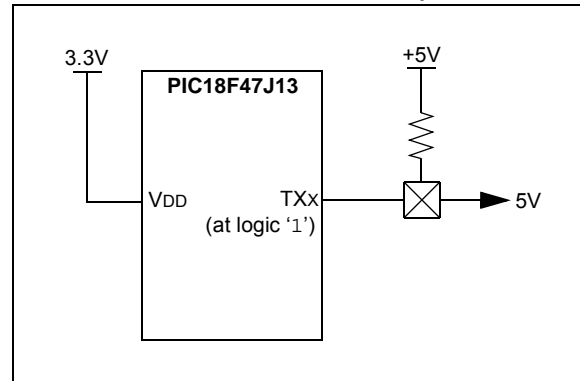 3.3V
+5V
PIC18F47J13
VDD
TXX
5V
(at logic ‘1’)